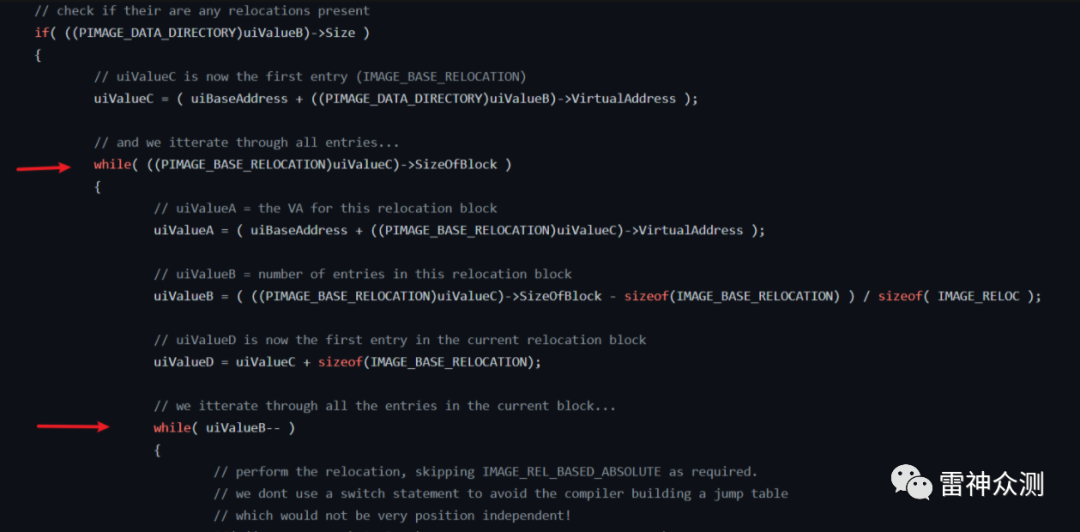 // check if their are any relocations present
if( ((PIMAGE_DATA_DIRECTORY)uiValueB)->Size )
{
// uiValueC is now the first entry (IMAGE_BASE_RELOCATION)
uiValueC = ( uiBaseAddress + ((PIMAGE_DATA_DIRECTORY)uiValueB)->VirtualAddress );
// and we itterate through all entries...
while( ((PIMAGE_BASE_RELOCATION)uiValueC)->SizeOfBlock )
{
// uiValueA = the VA for this relocation block
uiValueA = ( uiBaseAddress + ((PIMAGE_BASE_RELOCATION)uiValueC)->VirtualAddress );
// uiValueB = number of entries in this relocation block
uiValueB = ( ((PIMAGE_BASE_RELOCATION)uiValueC)->SizeOfBlock - sizeof(IMAGE_BASE_RELOCATION) ) / sizeof( IMAGE_RELOC );
// uiValueD is now the first entry in the current relocation block
uiValueD = uiValueC + sizeof(IMAGE_BASE_RELOCATION);
// we itterate through all the entries in the current block...
while( uiValueB-- )
{
// perform the relocation, skipping IMAGE_REL_BASED_ABSOLUTE as required.
// we dont use a switch statement to avoid the compiler building a jump table
// which would not be very position independent!
雷神众测